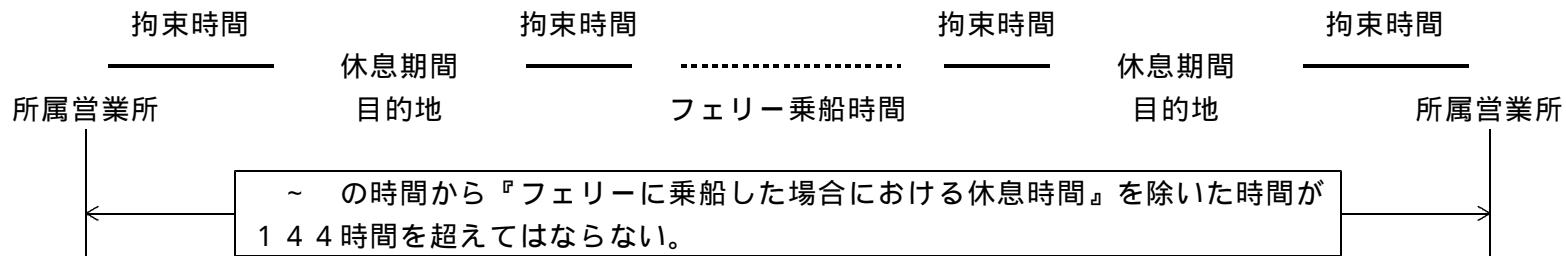 拘束時間 拘束時間 拘束時間 拘束時間
休息期間 休息期間
所属営業所 目的地 フェリー乗船時間 目的地 所属営業所
~ の時間から『フェリーに乗船した場合における休息時間』を除いた時間が
144時間を超えてはならない。